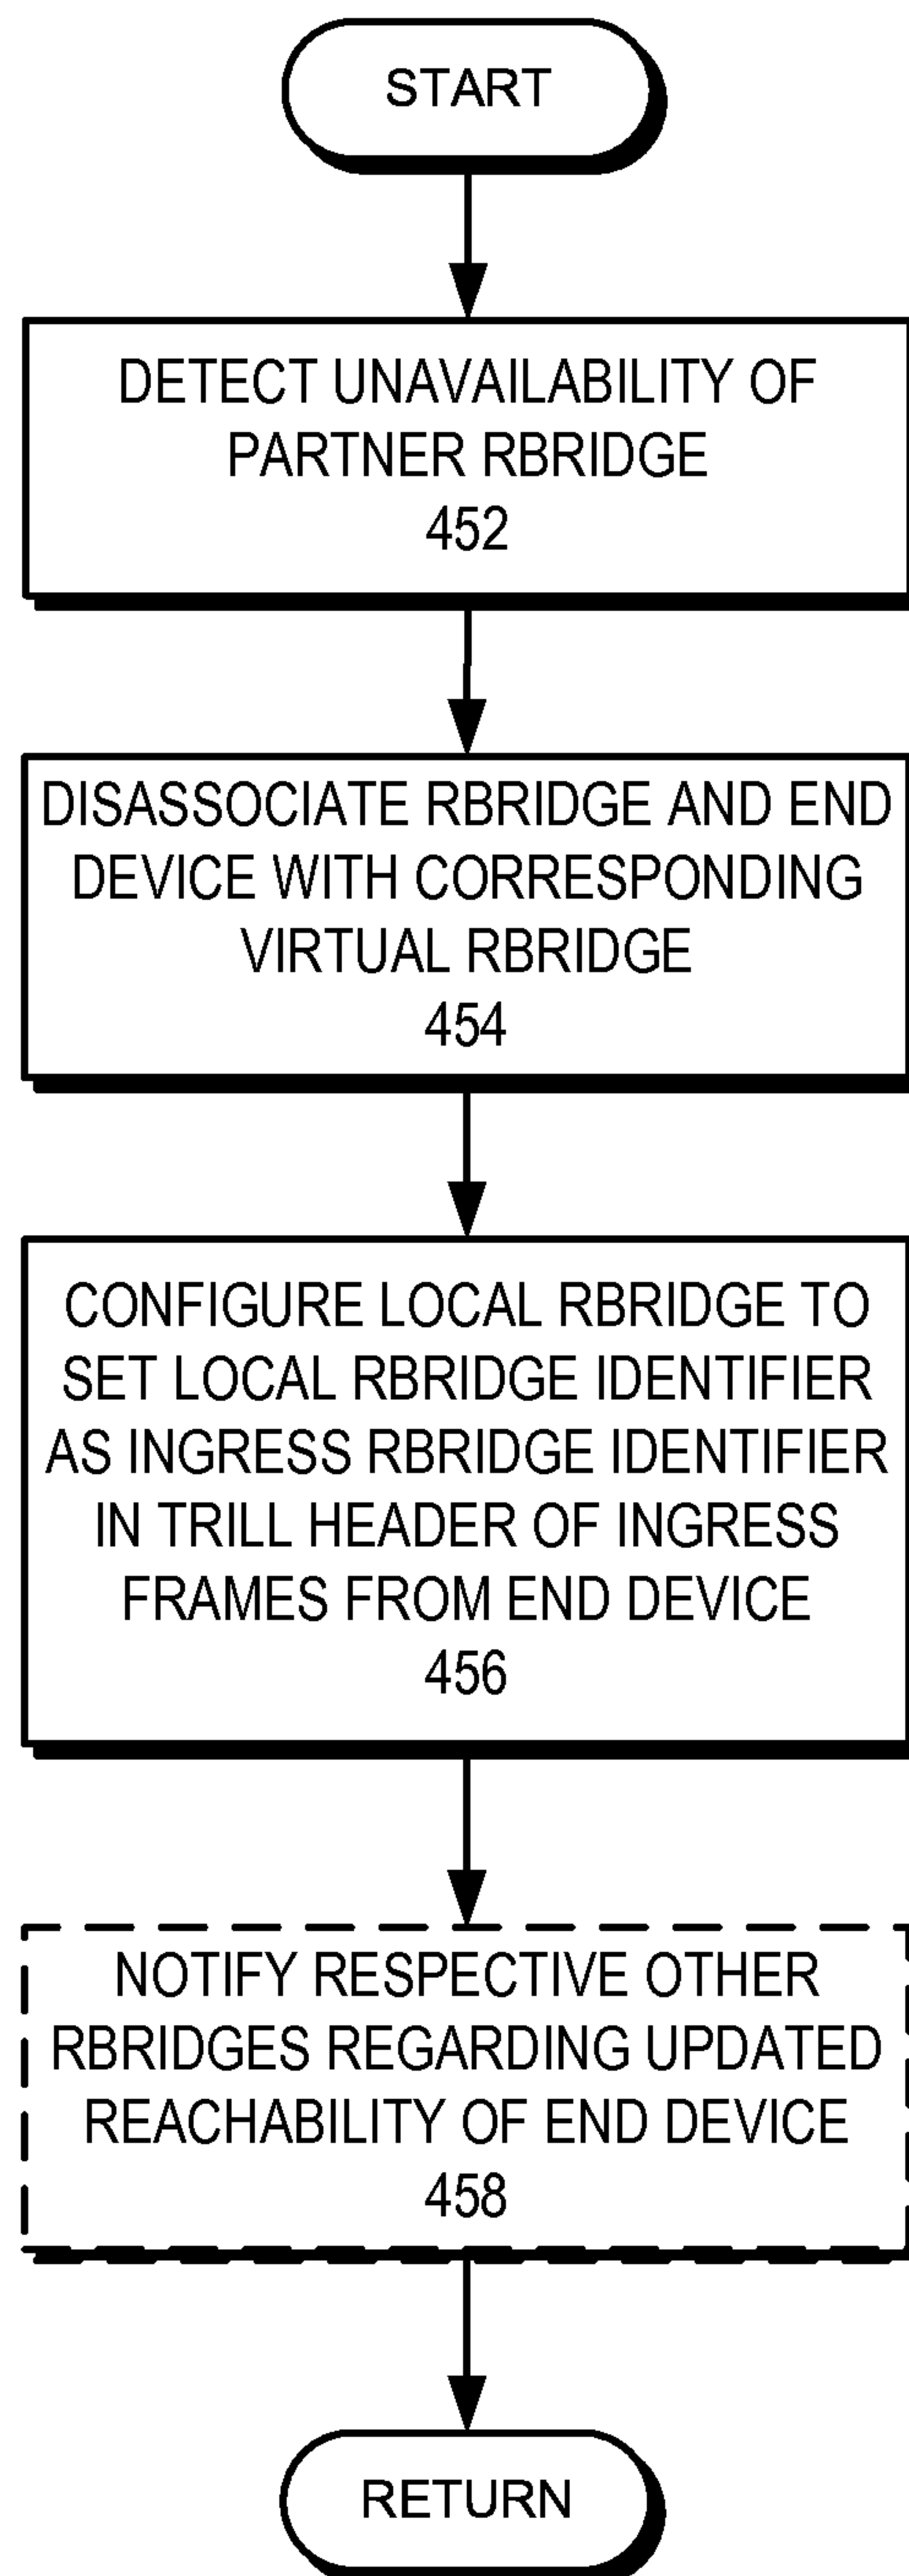 START
DETECT UNAVAILABILITY OF
PARTNER RBRIDGE
452
DISASSOCIATE RBRIDGE AND END
DEVICE WITH CORRESPONDING
VIRTUAL RBRIDGE
454
CONFIGURE LOCAL RBRIDGE TO
SET LOCAL RBRIDGE IDENTIFIER
AS INGRESS RBRIDGE IDENTIFIER
IN TRILL HEADER OF INGRESS
FRAMES FROM END DEVICE
456
NOTIFY RESPECTIVE OTHER
RBRIDGES REGARDING UPDATED
REACHABILITY OF END DEVICE
458
RETURN